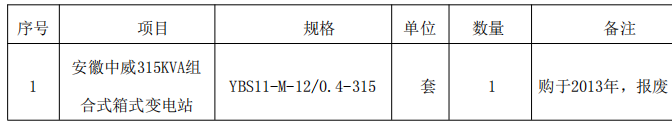 序号 项目 规格 单位 数量 备注
安徽中威315KVA组
1 YBS11-M-12/0.4-315 套 1 购于2013年，报废
合式箱式变电站